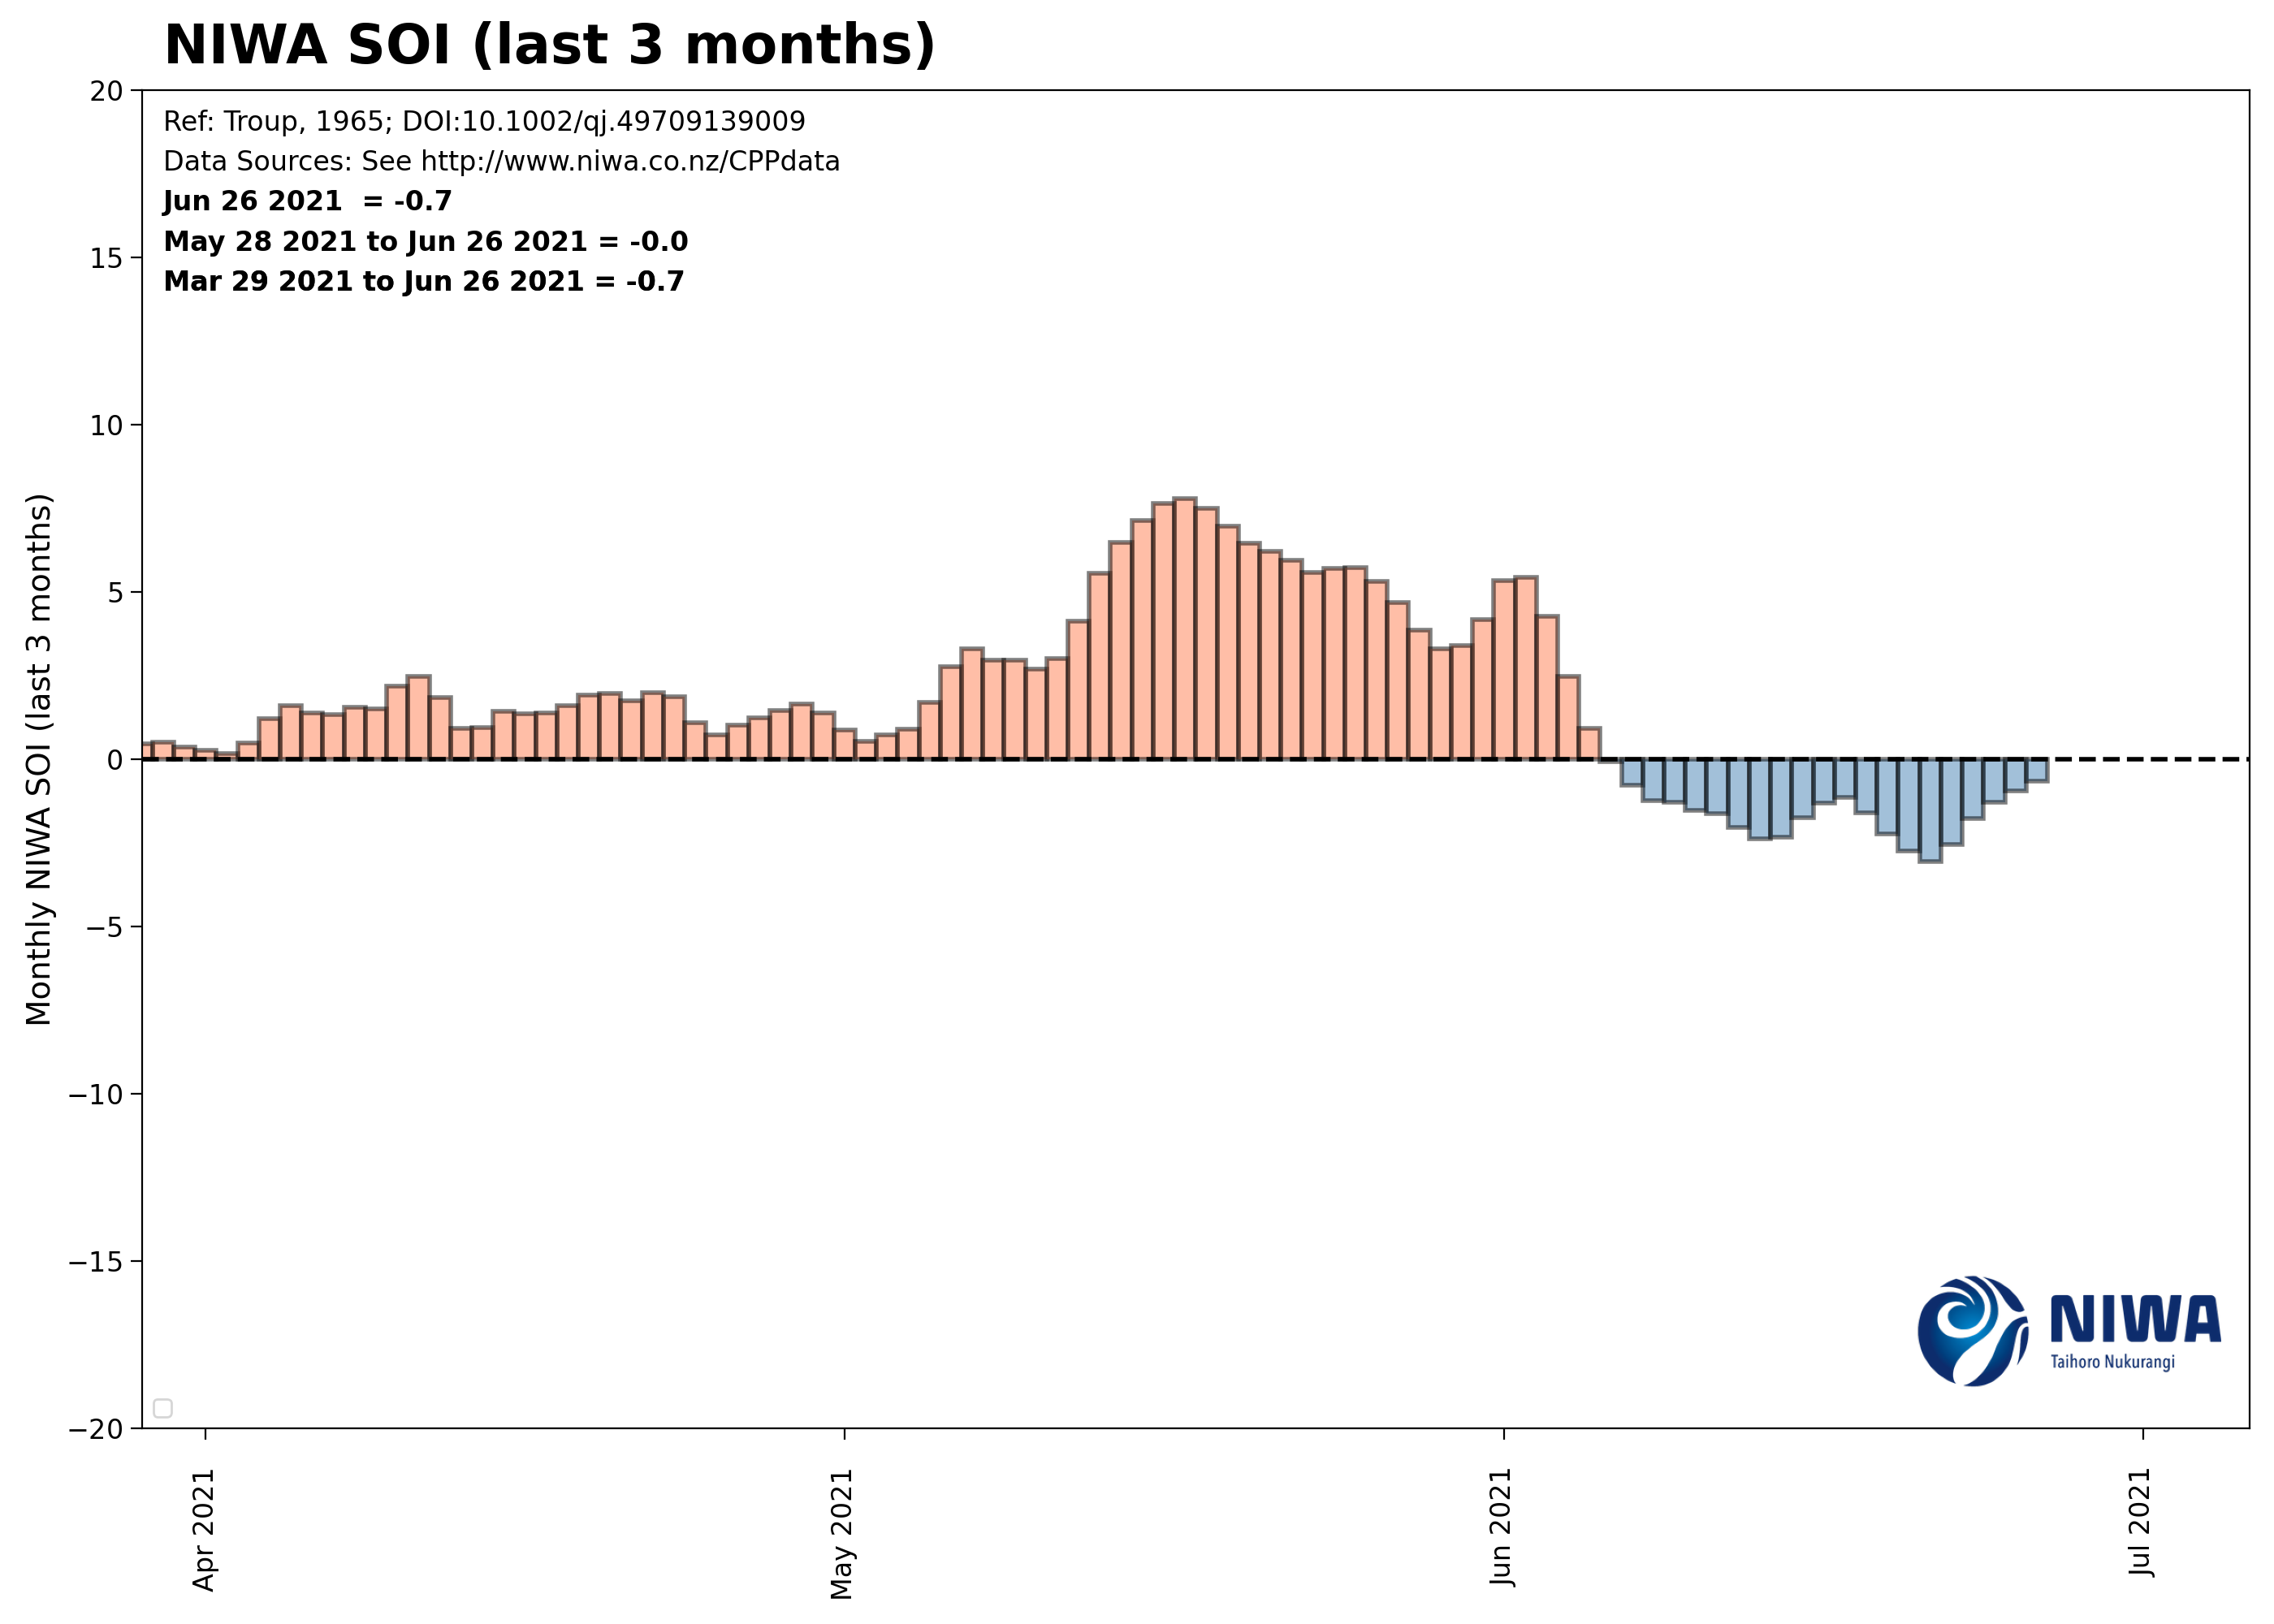 NIWA SOI (last 3 months)
Ref: Troup, 1965; DOI:10.1002/qj.49709139009
Data Sources: See http://www.niwa.co.nz/CPPdata
Jun 26 2021  = -0.7
May 28 2021 to Jun 26 2021 = -0.0
Mar 29 2021 to Jun 26 2021 = -0.7
Monthly NIWA SOI (last 3 months)
20
15
10
5
0
−5
−10
−15
−20
NIWA
Taihoro Nukurangi
Apr 2021
May 2021
Jun 2021
Jul 2021